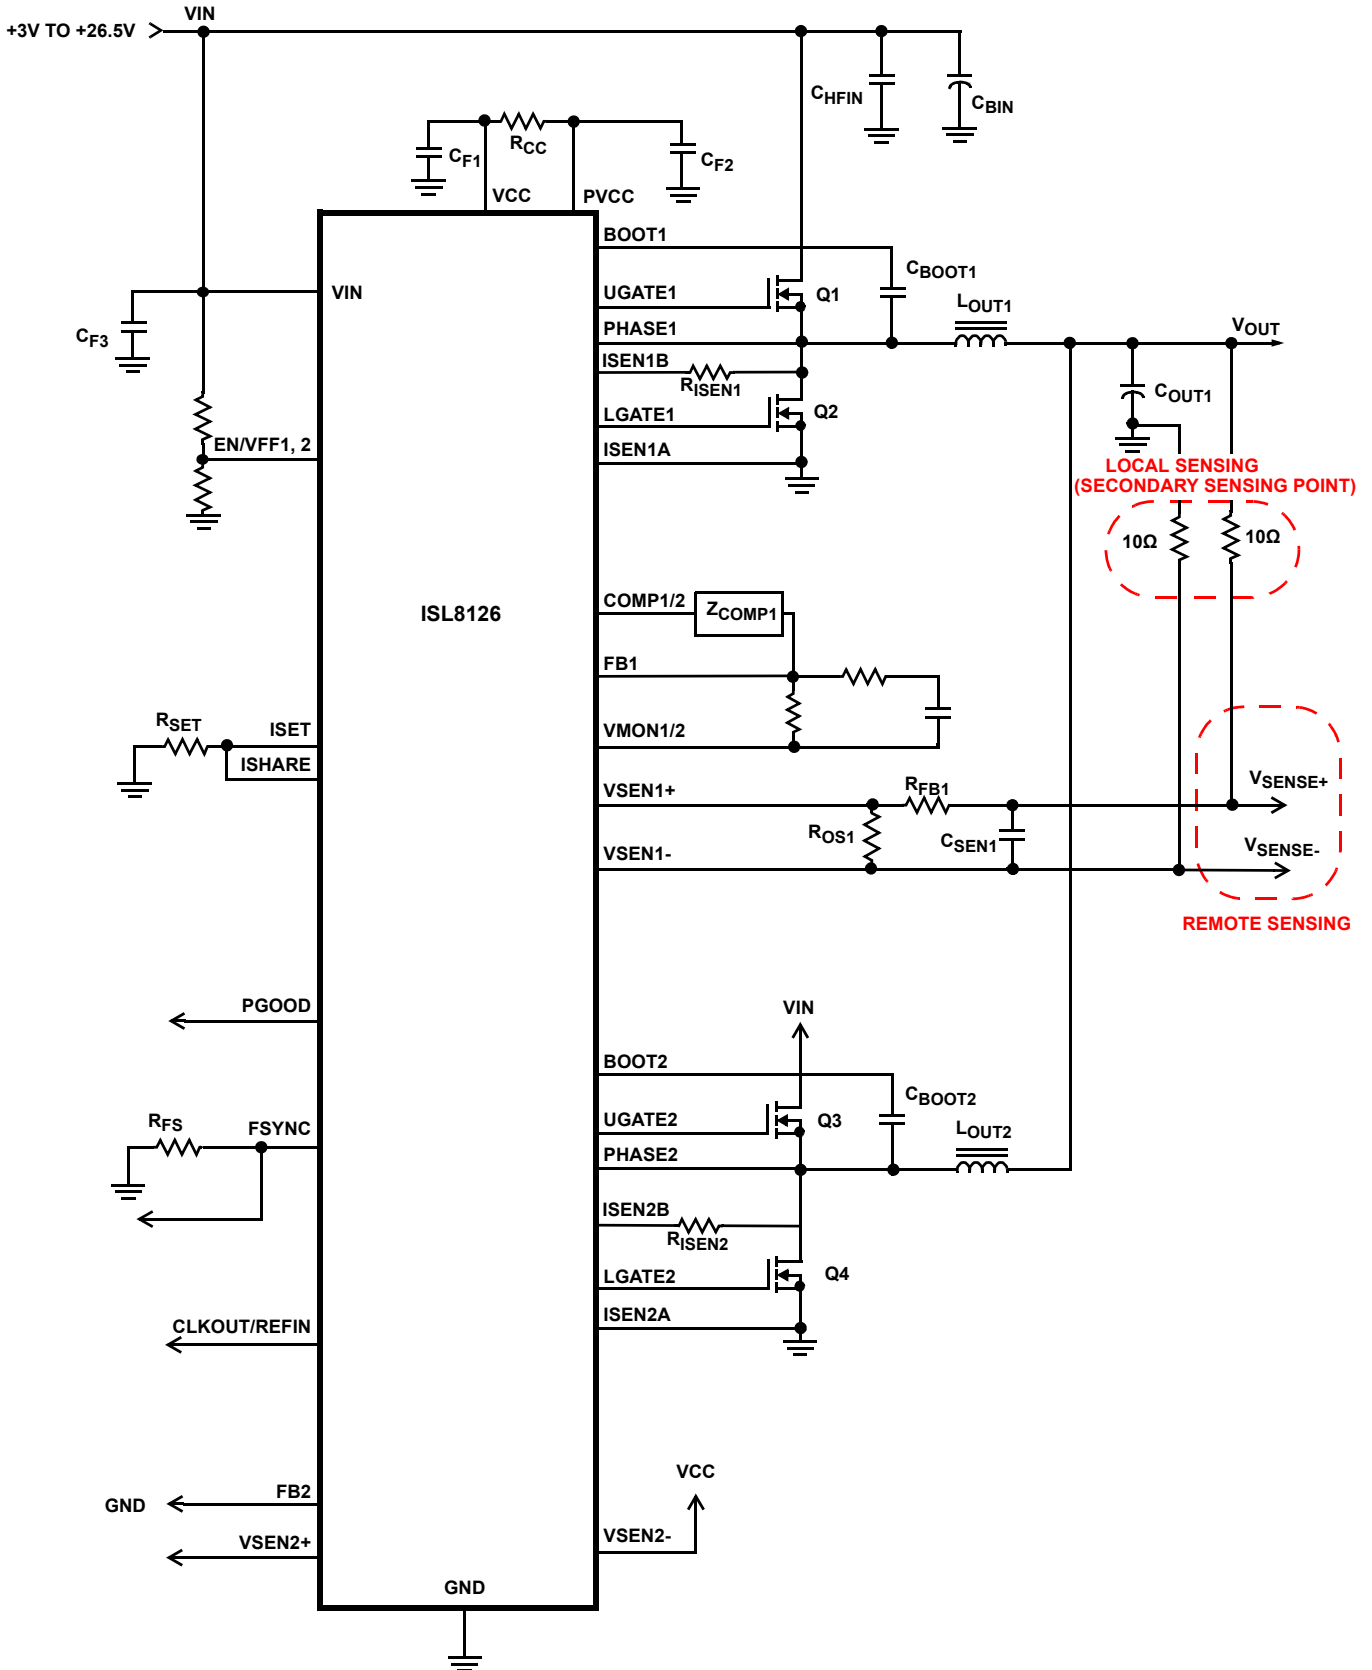 VIN
+3V TO +26.5V
CHFIN
CBIN
CF1
RCC
CF2
VCC
PVCC
BOOT1
CBOOT1
VIN
UGATE1
Q1
LOUT1
CF3
PHASE1
VOUT
ISEN1B
RISEN1
COUT1
LGATE1
Q2
EN/VFF1, 2
ISEN1A
LOCAL SENSING
(SECONDARY SENSING POINT)
10Ω
10Ω
COMP1/2
ZCOMP1
ISL8126
FB1
RSET
ISET
VMON1/2
ISHARE
VSEN1+
RFB1
VSENSE+
ROS1
CSEN1
VSEN1-
VSENSE-
REMOTE SENSING
PGOOD
VIN
BOOT2
CBOOT2
RFS
FSYNC
UGATE2
Q3
LOUT2
PHASE2
ISEN2B
RISEN2
LGATE2
Q4
ISEN2A
CLKOUT/REFIN
VCC
FB2
GND
VSEN2+
VSEN2-
GND